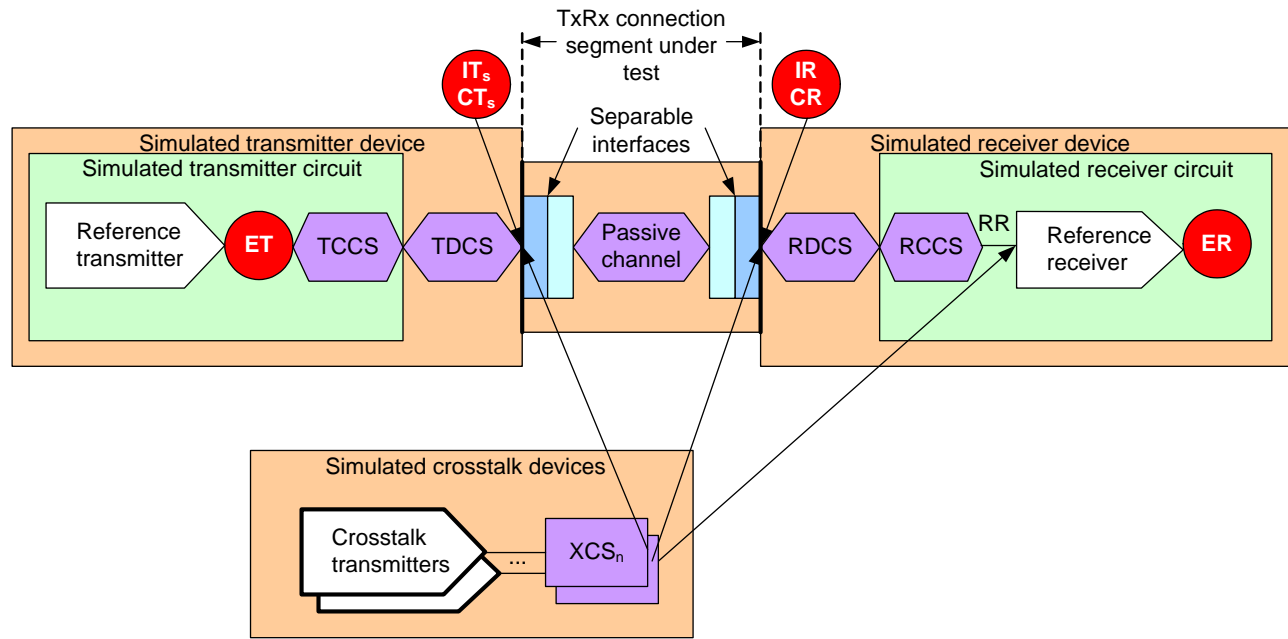 TxRx connection
segment under
test
ITs
CTs
IR
CR
Separable
interfaces
Simulated transmitter device
Simulated transmitter circuit
Reference
transmitter
ET
TCCS
TDCS
Passive
channel
Simulated receiver device
Simulated receiver circuit
RDCS
RCCS
RR
Reference
receiver
ER
Simulated crosstalk devices
Crosstalk
transmitters
...
XCSn